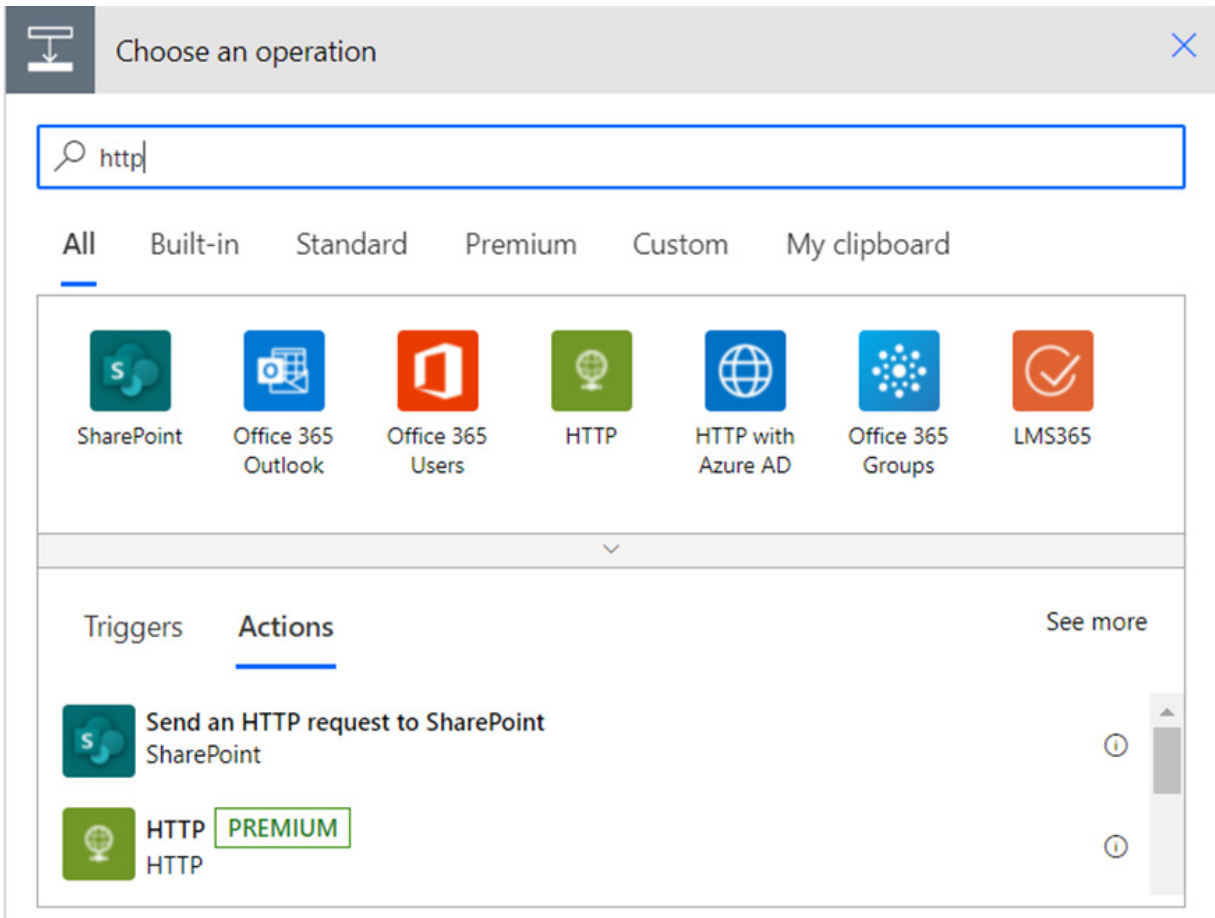 Choose an operation
http
All Built-in Standard Premium Custom My clipboard
SharePoint Office 365 Outlook Office 365 Users HTTP HTTP with Azure AD Office 365 Groups LMS365
Triggers Actions See more
Send an HTTP request to SharePoint
SharePoint
HTTP PREMIUM
HTTP